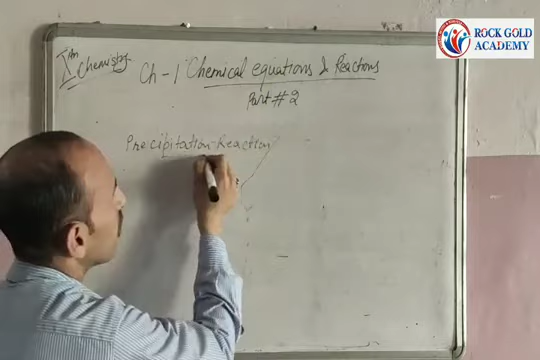 ROCK GOLD
ACADEMY
Xth
Chemistry
Ch-1 Chemical equations & Reactions
Part #2
Precipitation Reaction